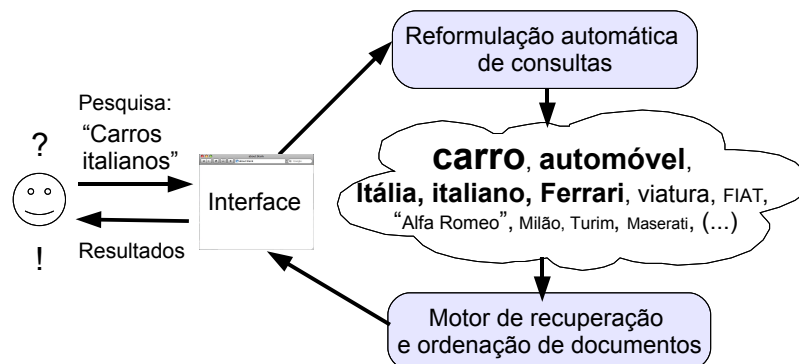 Reformulação automática
de consultas
Pesquisa:
“Carros
italianos”
?
Interface
!
Resultados
carro, automóvel,
Itália, italiano, Ferrari, viatura, FIAT,
“Alfa Romeo”, Milão, Turim, Maserati, (...)
Motor de recuperação
e ordenação de documentos